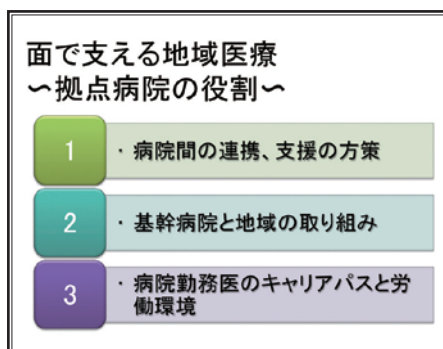 面で支える地域医療
〜拠点病院の役割〜
1
・病院間の連携、支援の方策
2
・基幹病院と地域の取り組み
3
・病院勤務医のキャリアパスと労
働環境